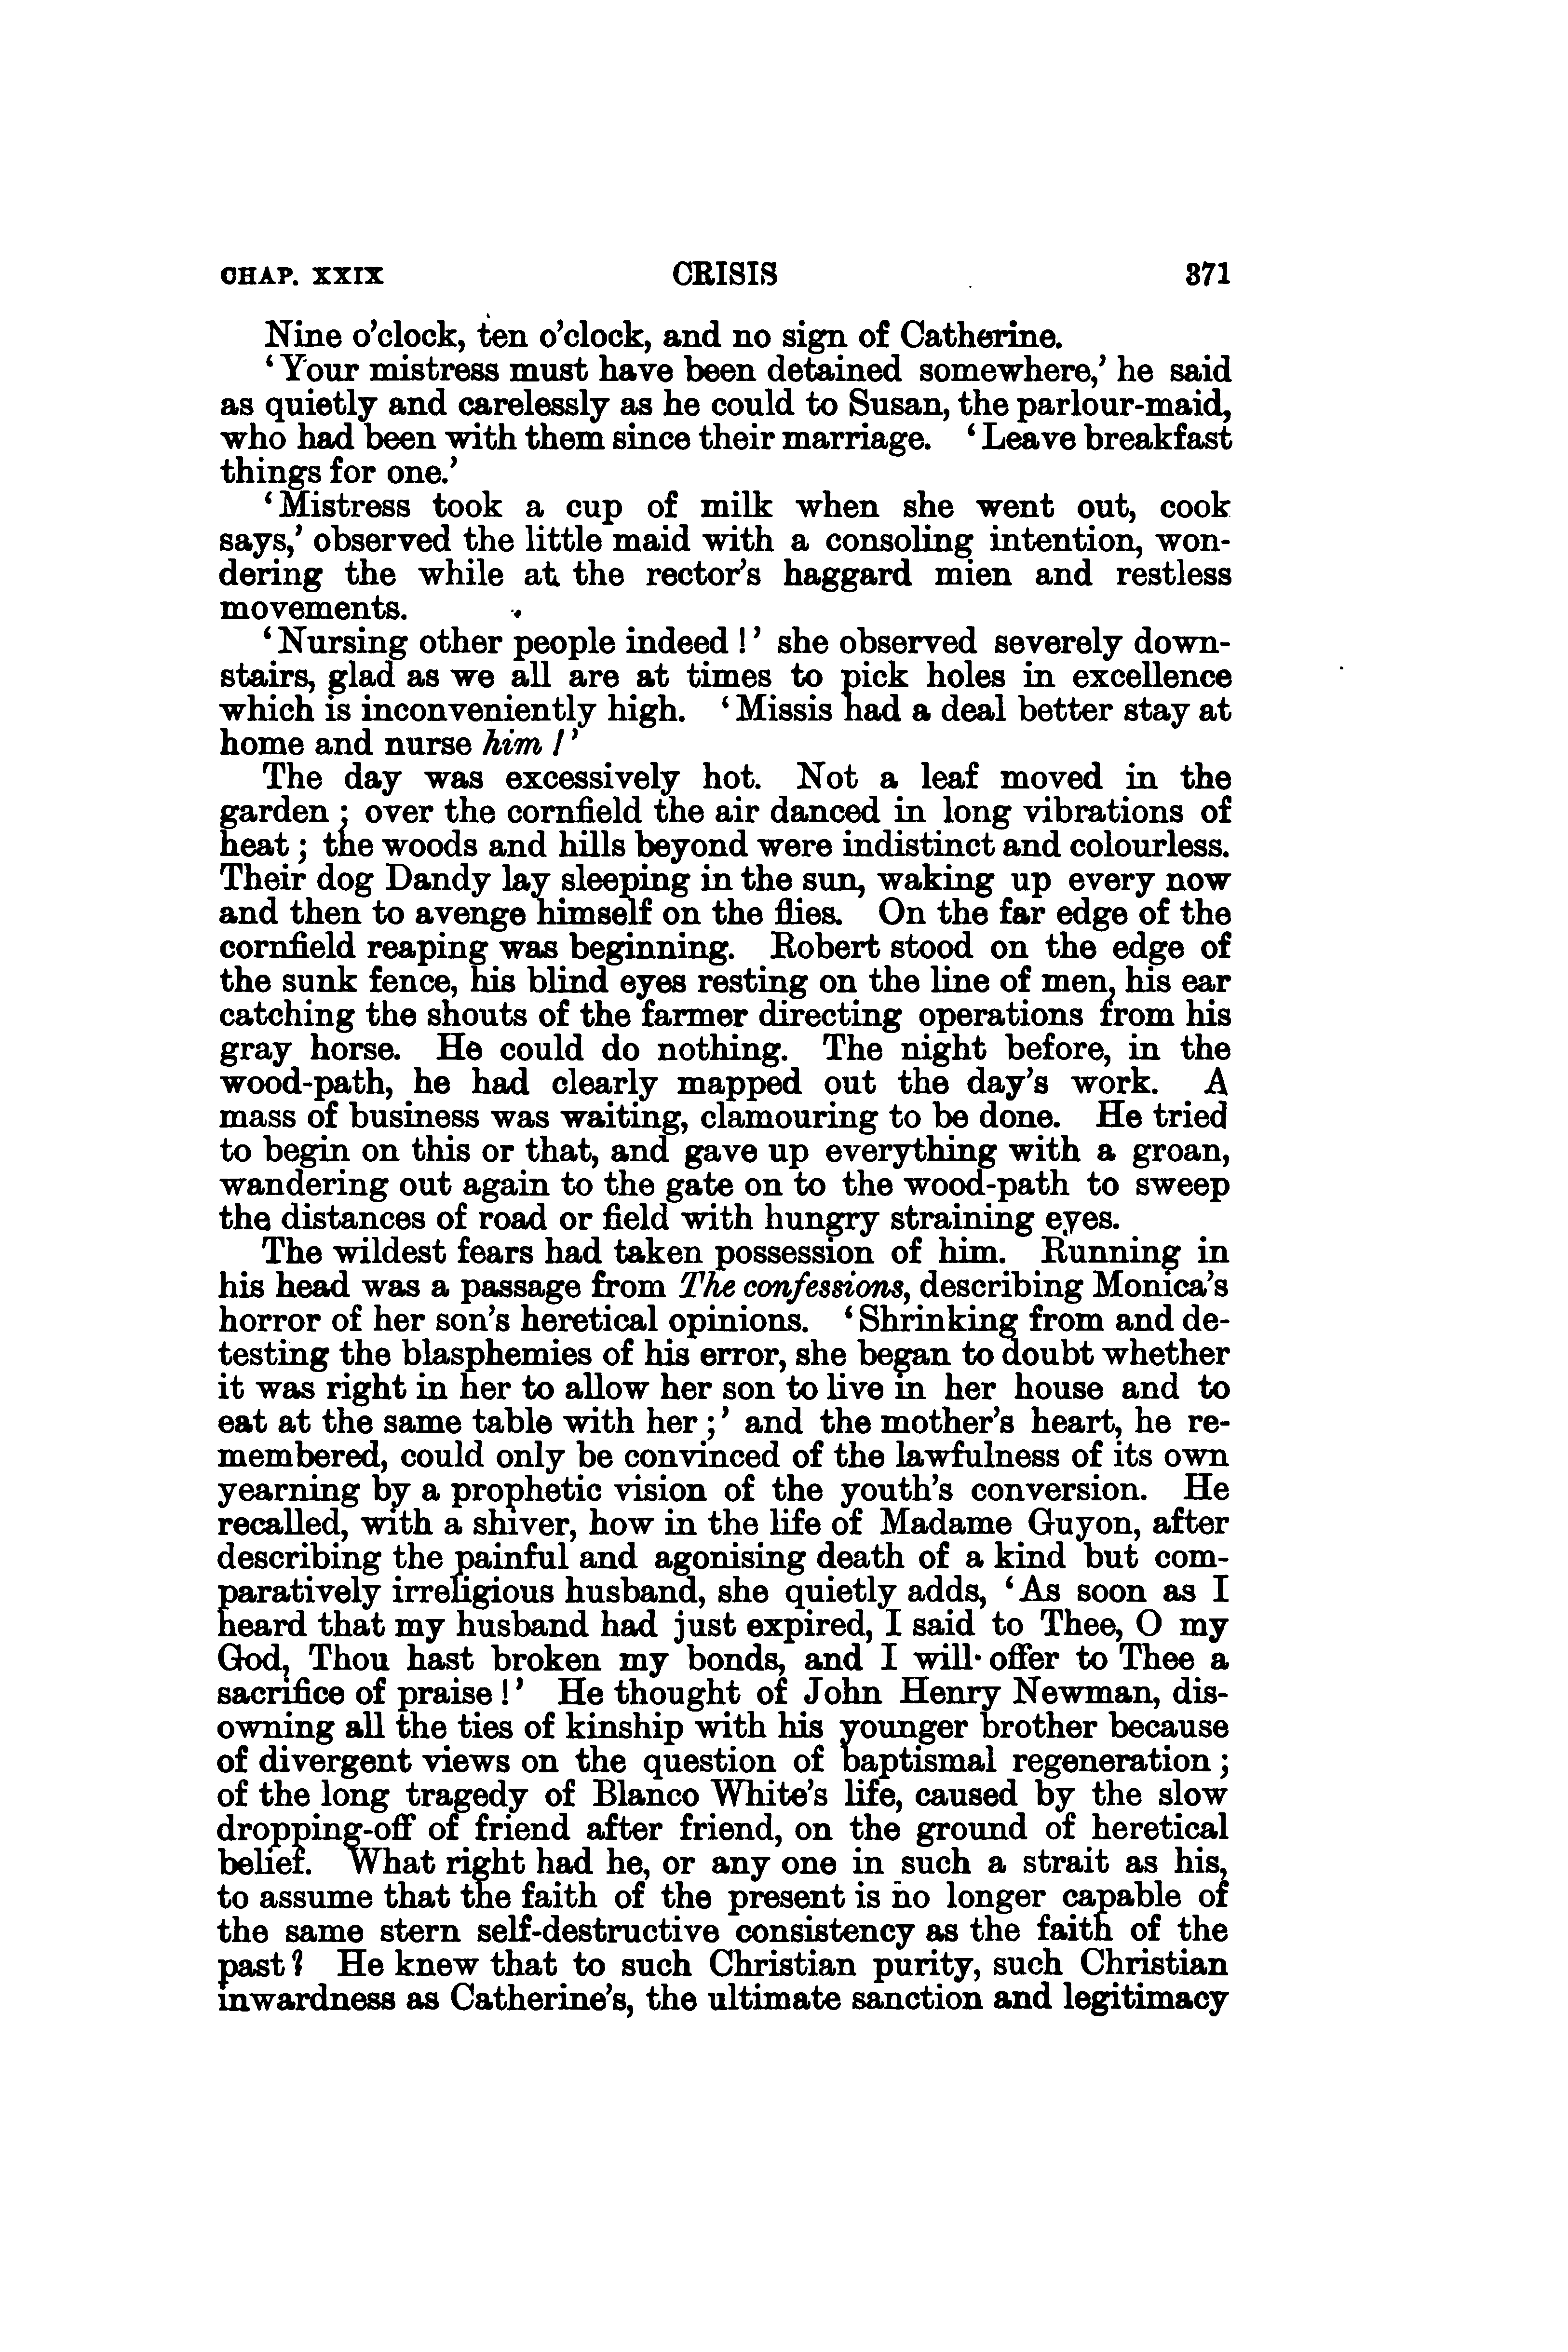 CHAP. XXIX CRISIS 371
Nine o'clock, ten o'clock, and no sign of Catherine.
‘Your mistress must have been detained somewhere,’ he said
as quietly and carelessly as he could to Susan, the parlour-maid,
who had been with them since their marriage. ‘Leave breakfast
things for one.’
‘Mistress took a cup of milk when she went out, cook
says,’ observed the little maid with a consoling intention, won-
dering the while at the rector's haggard mien and restless
movements.
‘Nursing other people indeed!’ she observed severely down-
stairs, glad as we all are at times to pick holes in excellence
which is inconveniently high. ‘Missis had a deal better stay at
home and nurse him!’
The day was excessively hot. Not a leaf moved in the
garden; over the cornfield the air danced in long vibrations of
heat; the woods and hills beyond were indistinct and colourless.
Their dog Dandy lay sleeping in the sun, waking up every now
and then to avenge himself on the flies. On the far edge of the
cornfield reaping was beginning. Robert stood on the edge of
the sunk fence, his blind eyes resting on the line of men, his ear
catching the shouts of the farmer directing operations from his
gray horse. He could do nothing. The night before, in the
wood-path, he had clearly mapped out the day's work. A
mass of business was waiting, clamouring to be done. He tried
to begin on this or that, and gave up everything with a groan,
wandering out again to the gate on to the wood-path to sweep
the distances of road or field with hungry straining eyes.
The wildest fears had taken possession of him. Running in
his head was a passage from The confessions, describing Monica's
horror of her son's heretical opinions. ‘Shrinking from and de-
testing the blasphemies of his error, she began to doubt whether
it was right in her to allow her son to live in her house and to
eat at the same table with her;’ and the mother's heart, he re-
membered, could only be convinced of the lawfulness of its own
yearning by a prophetic vision of the youth's conversion. He
recalled, with a shiver, how in the life of Madame Guyon, after
describing the painful and agonising death of a kind but com-
paratively irreligious husband, she quietly adds, ‘As soon as I
heard that my husband had just expired, I said to Thee, O my
God, Thou hast broken my bonds, and I will offer to Thee a
sacrifice of praise!’ He thought of John Henry Newman, dis-
owning all the ties of kinship with his younger brother because
of divergent views on the question of baptismal regeneration;
of the long tragedy of Blanco White's life, caused by the slow
dropping-off of friend after friend, on the ground of heretical
belief. What right had he, or any one in such a strait as his,
to assume that the faith of the present is no longer capable of
the same stern self-destructive consistency as the faith of the
past? He knew that to such Christian purity, such Christian
inwardness as Catherine's, the ultimate sanction and legitimacy